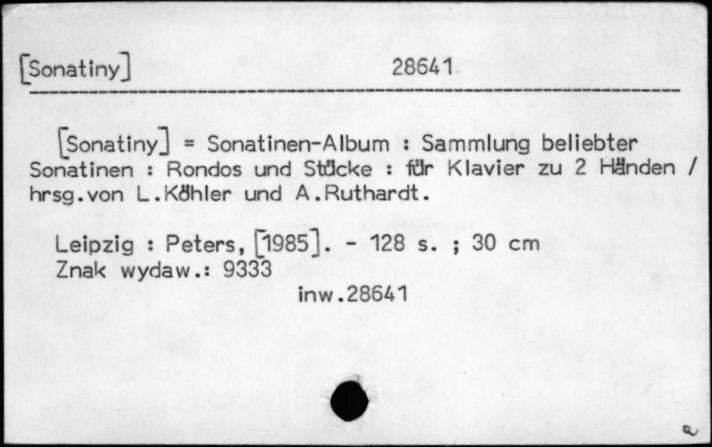 [Sonatiny] 28641
[Sonatiny] = Sonatinen-Album : Sammlung beliebter
Sonatinen : Rondos und Stücke : für Klavier zu 2 Händen /
hrsg.von L.Köhler und A.Ruthardt.
Leipzig : Peters, [1985]. - 128 s. ; 30 cm
Znak wydaw.: 9333
inw.28641